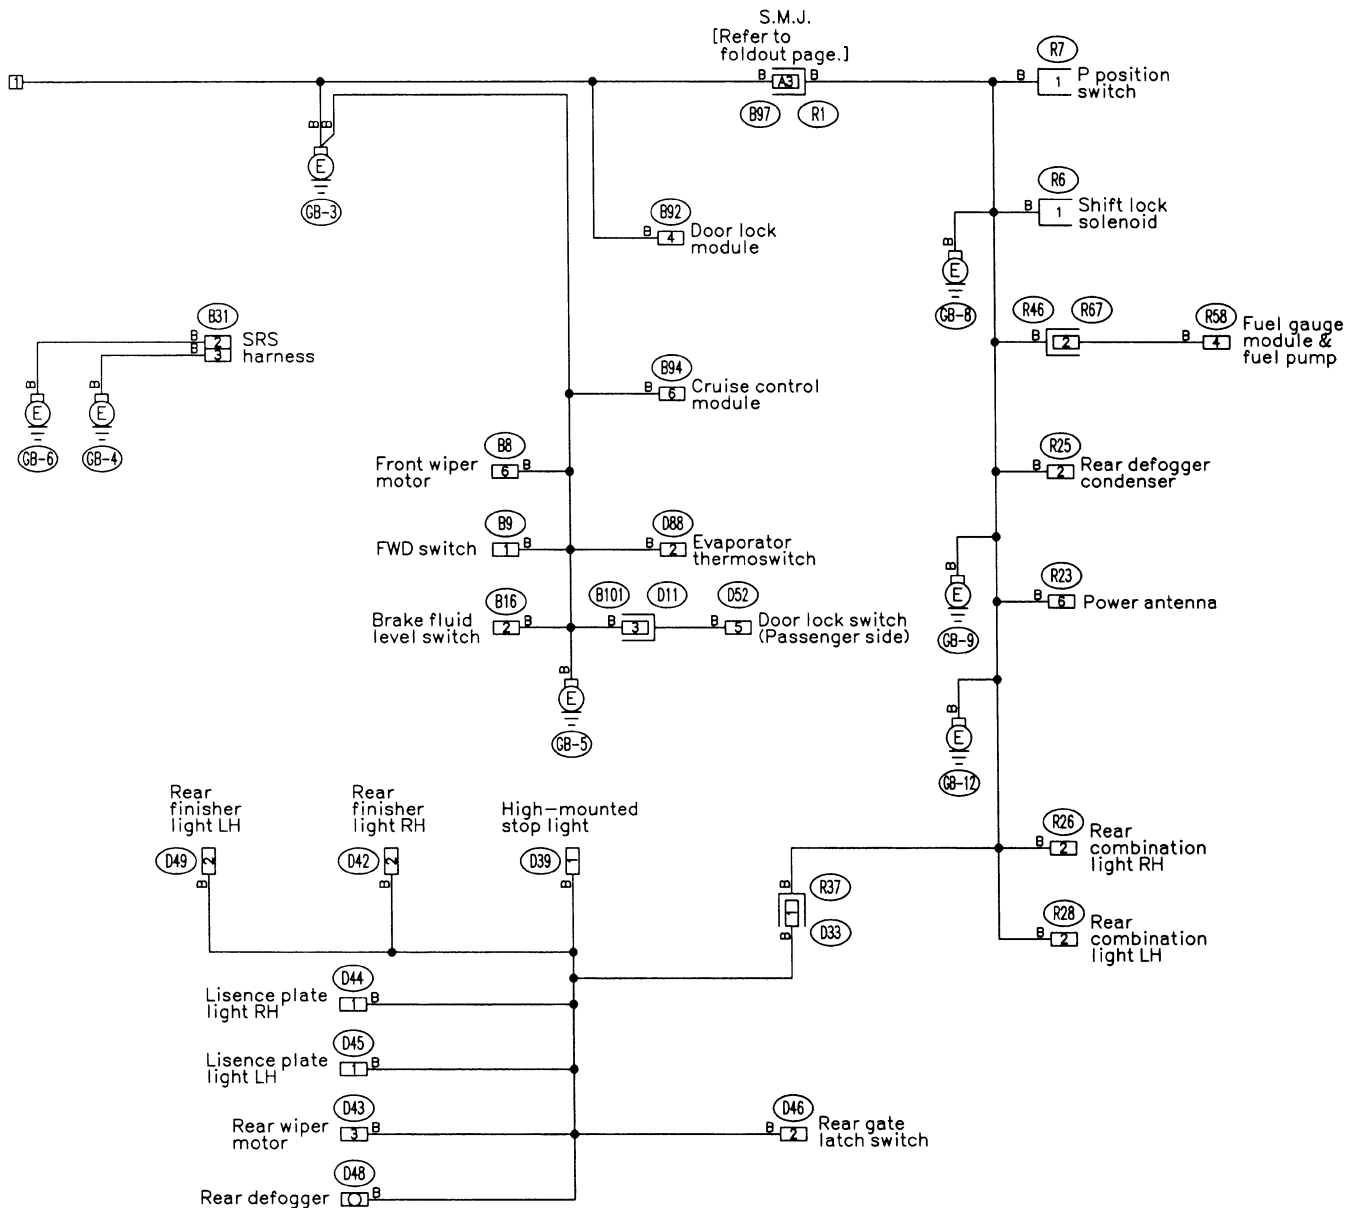 S.M.J.
[Refer to
foldout page.]
1
B
A3
B
B97
R1
B
R7
1
P position
switch
B
B
E
GB-3
B92
B
4
Door lock
module
R6
B
1
Shift lock
solenoid
B
E
GB-8
B31
B
2
B
3
SRS
harness
B
E
GB-6
B
E
GB-4
R46
R67
B
2
R58
B
4
Fuel gauge
module &
fuel pump
B94
B
6
Cruise control
module
Front wiper
motor
B8
6
B
R25
B
2
Rear defogger
condenser
FWD switch
B9
1
B
D88
B
2
Evaporator
thermoswitch
B
E
GB-9
R23
B
6
Power antenna
Brake fluid
level switch
B16
2
B
B101
D11
B
3
D52
B
5
Door lock switch
(Passenger side)
B
E
GB-5
B
E
GB-12
Rear
finisher
light LH
D49
2
B
Rear
finisher
light RH
D42
2
B
High-mounted
stop light
D39
1
B
R26
B
2
Rear
combination
light RH
B
R37
1
D33
B
R28
B
2
Rear
combination
light LH
Lisence plate
light RH
D44
1
B
Lisence plate
light LH
D45
1
B
Rear wiper
motor
D43
3
B
D46
B
2
Rear gate
latch switch
Rear defogger
D48
B